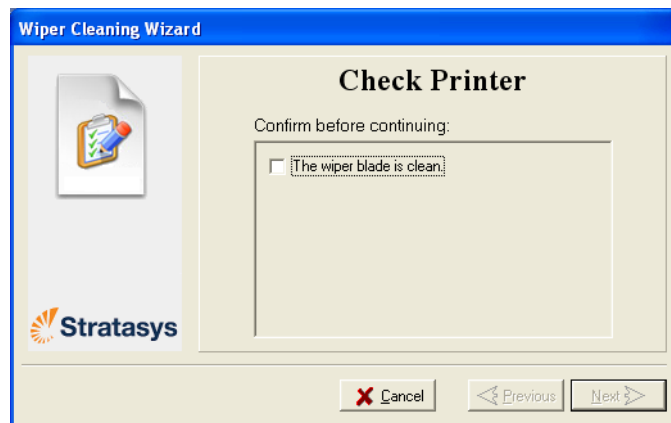 Wiper Cleaning Wizard
Check Printer
Confirm before continuing:
The wiper blade is clean.
Stratasys
Cancel
Previous
Next